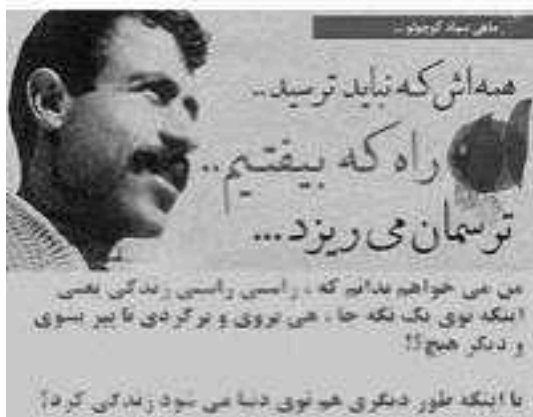 ماهی سیاه کوچولو ...
همه‌اش که نباید ترسید..
راه که بیفتیم..
ترسمان می ریزد...
من می خواهم بدانم که ، راستی راستی زندگی یعنی
اینکه توی یک تکه جا ، هی بروی و برگردی تا پیر بشوی
و دیگر هیچ؟!
یا اینکه طور دیگری هم توی دنیا می شود زندگی کرد؟